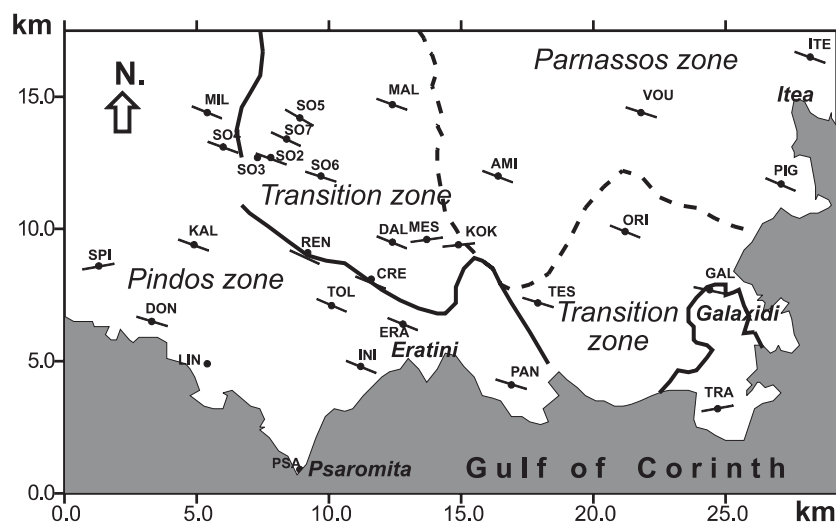 km
N.
Parnassos zone
ITE
Itea
15.0
MIL
SO5
MAL
VOU
SO7
SO4
SO2
SO3
SO6
AMI
PIG
Transition zone
10.0
KAL
DAL
MES
KOK
ORI
SPI
REN
CRE
GAL
Pindos zone
TOL
TES
DON
ERA
Transition
zone
Galaxidi
Eratini
LIN
INI
PAN
5.0
TRA
PSA
Psaromita
Gulf of Corinth
0.0
0.0 5.0 10.0 15.0 20.0 25.0 km